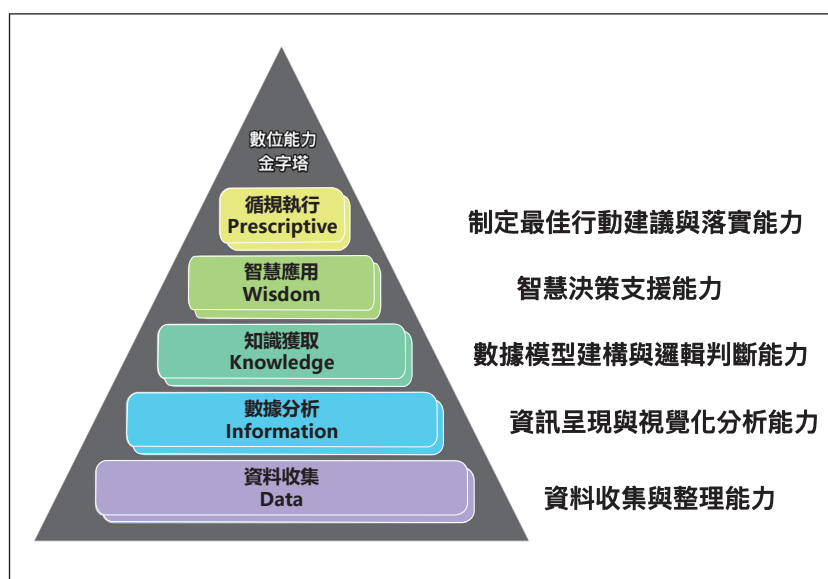 數位能力
金字塔
循規執行
Prescriptive
制定最佳行動建議與落實能力
智慧應用
Wisdom
智慧決策支援能力
知識獲取
Knowledge
數據模型建構與邏輯判斷能力
數據分析
Information
資訊呈現與視覺化分析能力
資料收集
Data
資料收集與整理能力